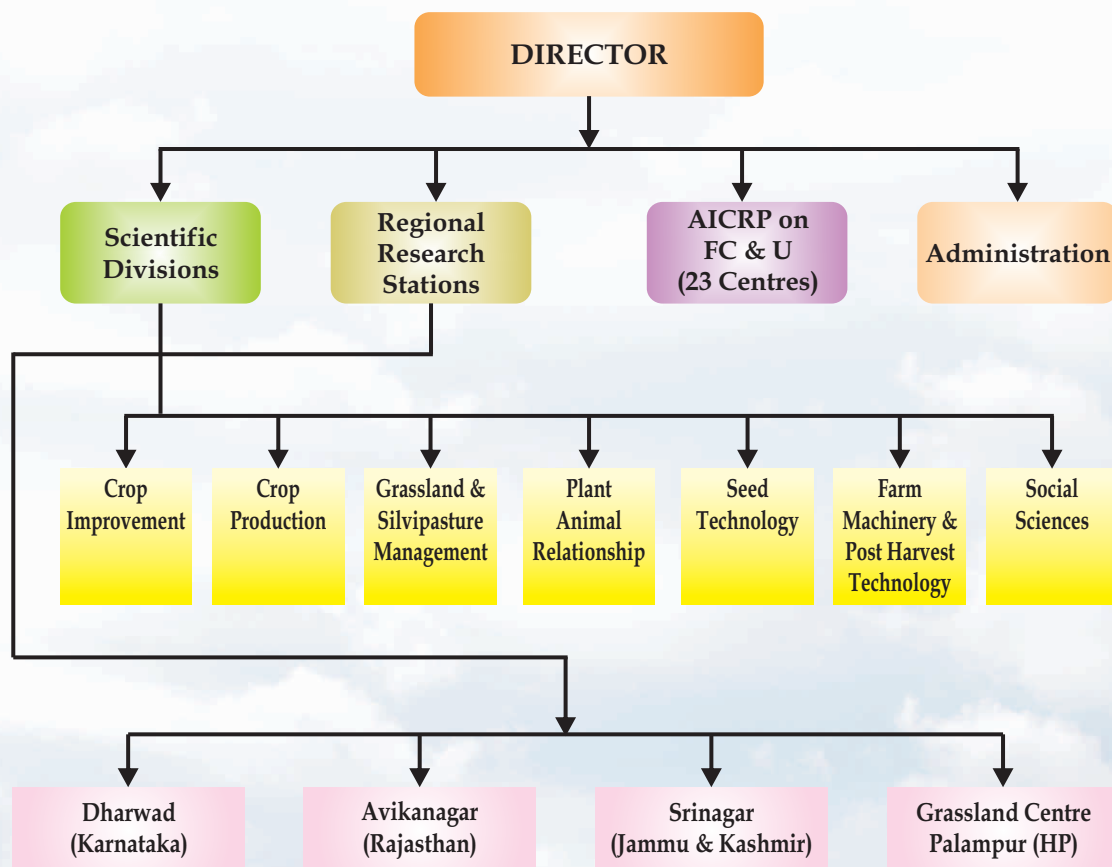 DIRECTOR
Scientific
Divisions
Regional
Research
Stations
AICRP on
FC & U
(23 Centres)
Administration
Crop
Improvement
Crop
Production
Grassland &
Silvipasture
Management
Plant
Animal
Relationship
Seed
Technology
Farm
Machinery &
Post Harvest
Technology
Social
Sciences
Dharwad
(Karnataka)
Avikanagar
(Rajasthan)
Srinagar
(Jammu & Kashmir)
Grassland Centre
Palampur (HP)